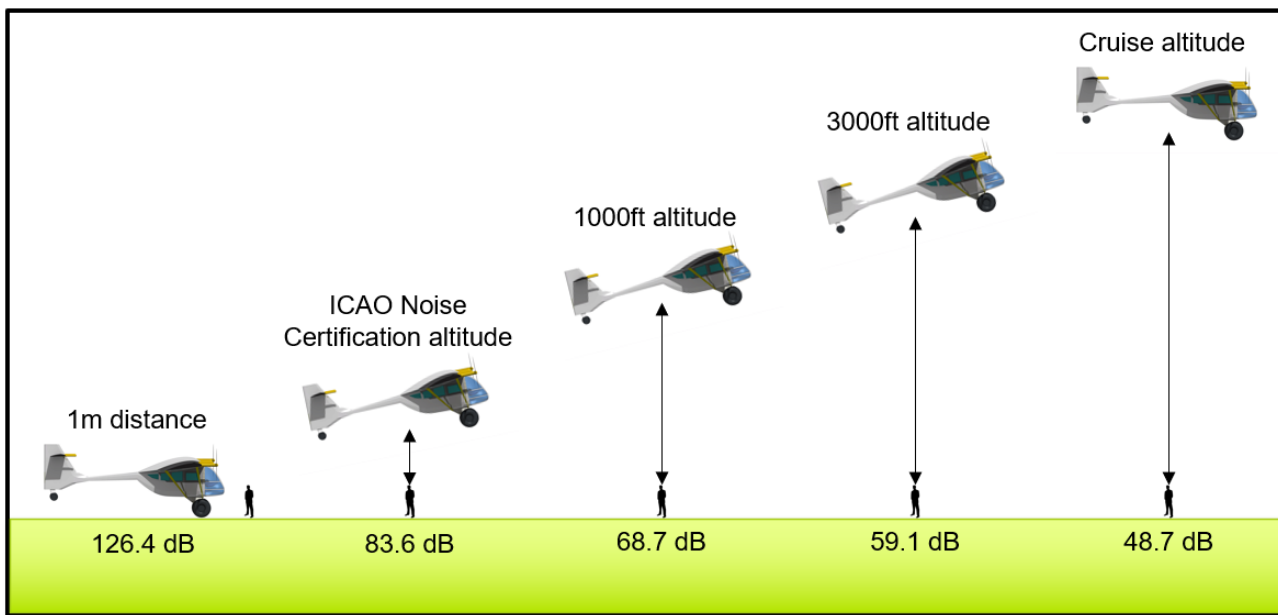 Cruise altitude
3000ft altitude
1000ft altitude
ICAO Noise
Certification altitude
1m distance
126.4 dB
83.6 dB
68.7 dB
59.1 dB
48.7 dB